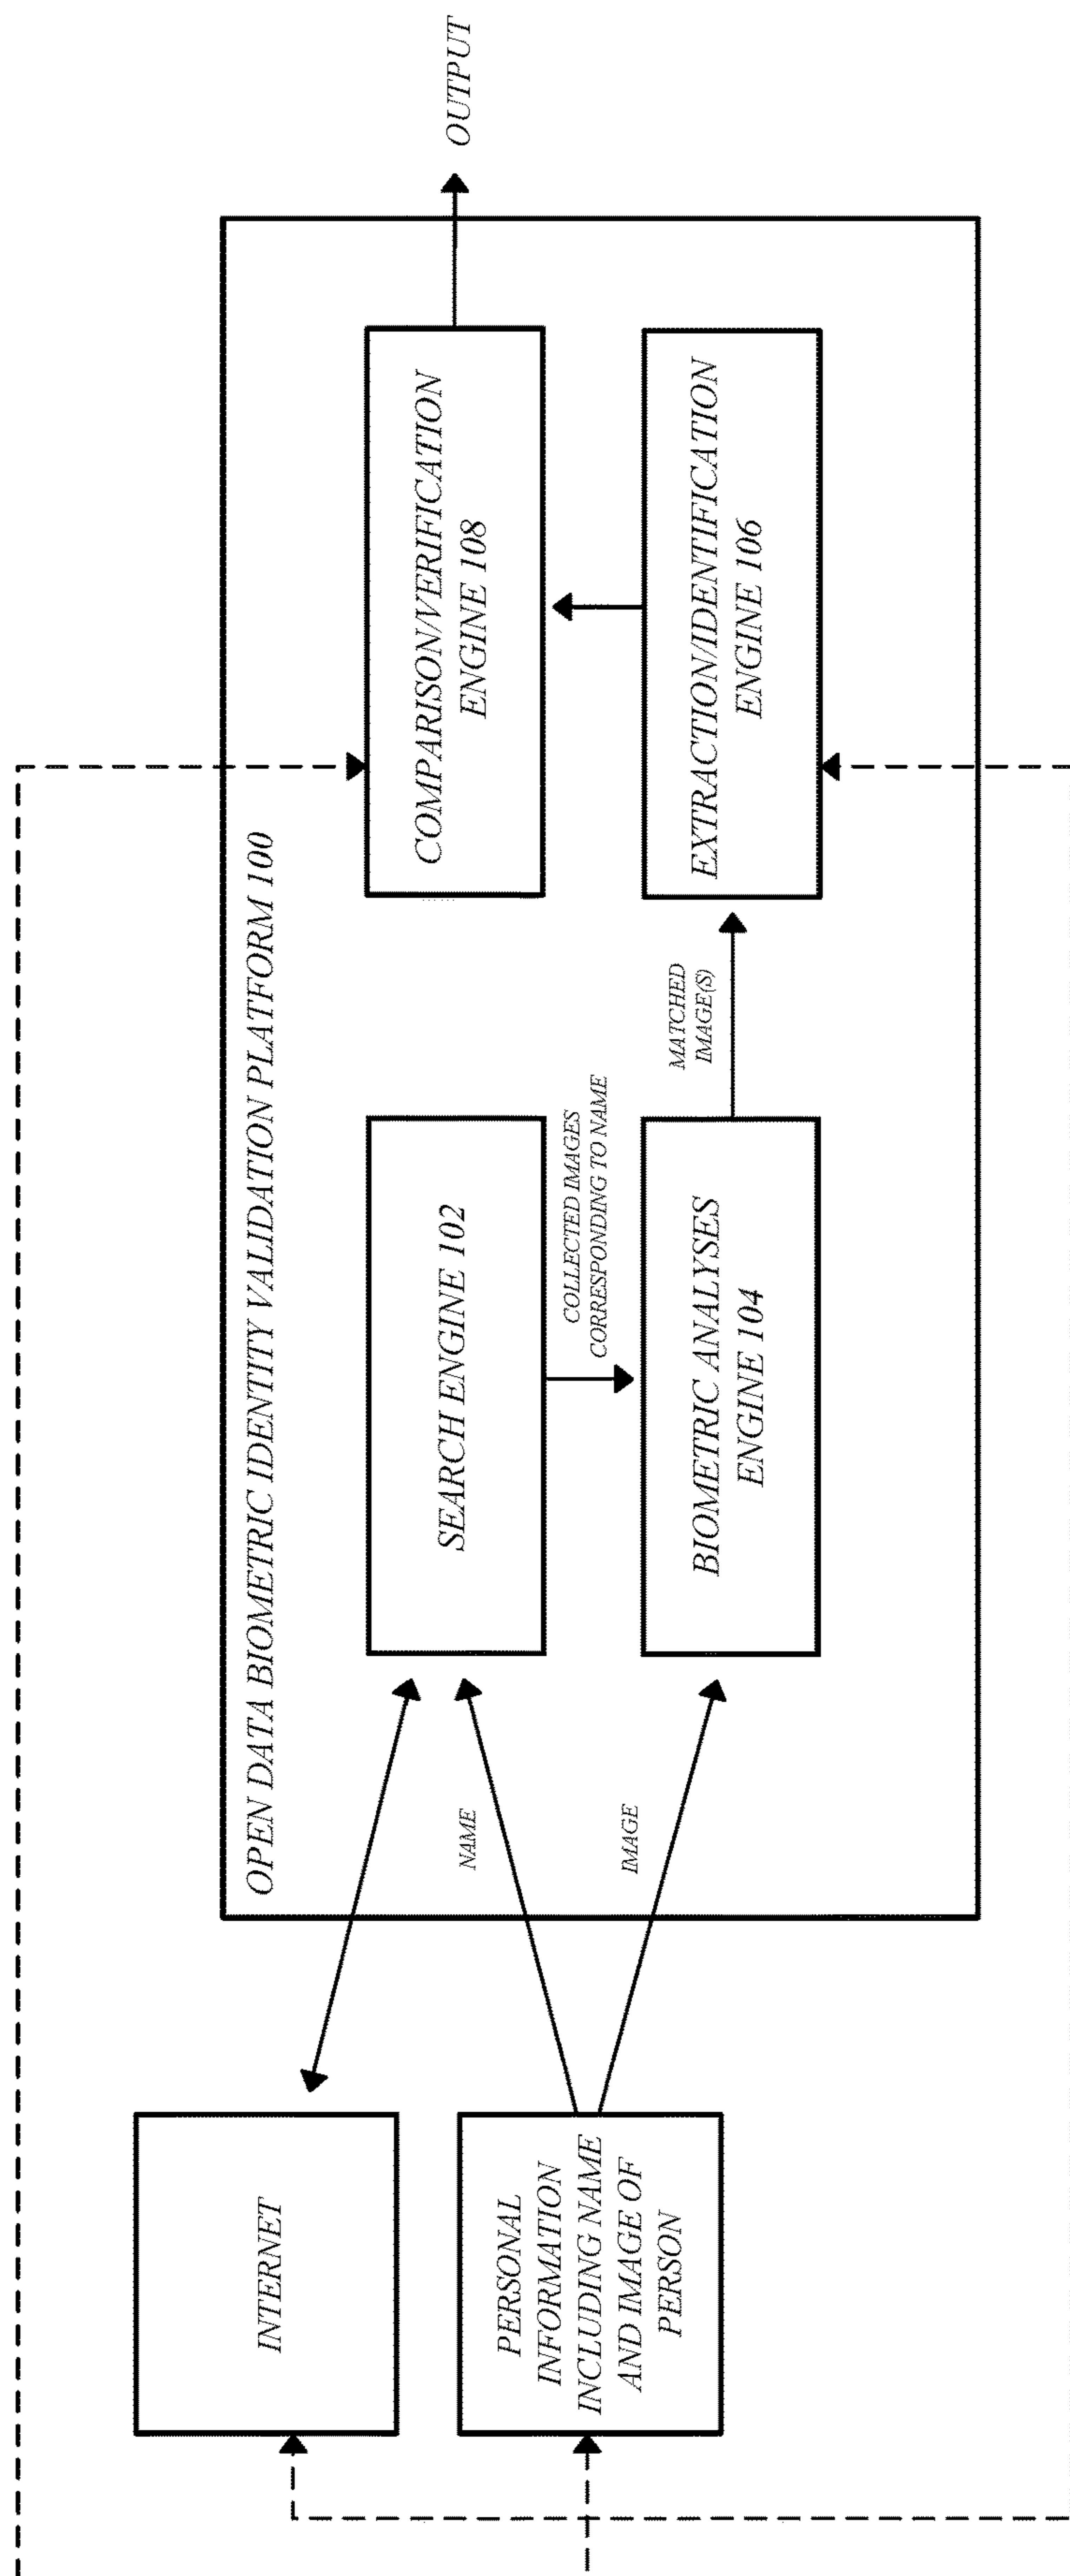 OPEN DATA BIOMETRIC IDENTITY VALIDATION PLATFORM 100
INTERNET
PERSONAL
INFORMATION
INCLUDING NAME
AND IMAGE OF
PERSON
NAME
IMAGE
SEARCH ENGINE 102
COLLECTED IMAGES
CORRESPONDING TO NAME
BIOMETRIC ANALYSES
ENGINE 104
MATCHED
IMAGE(S)
COMPARISON/VERIFICATION
ENGINE 108
EXTRACTION/IDENTIFICATION
ENGINE 106
OUTPUT